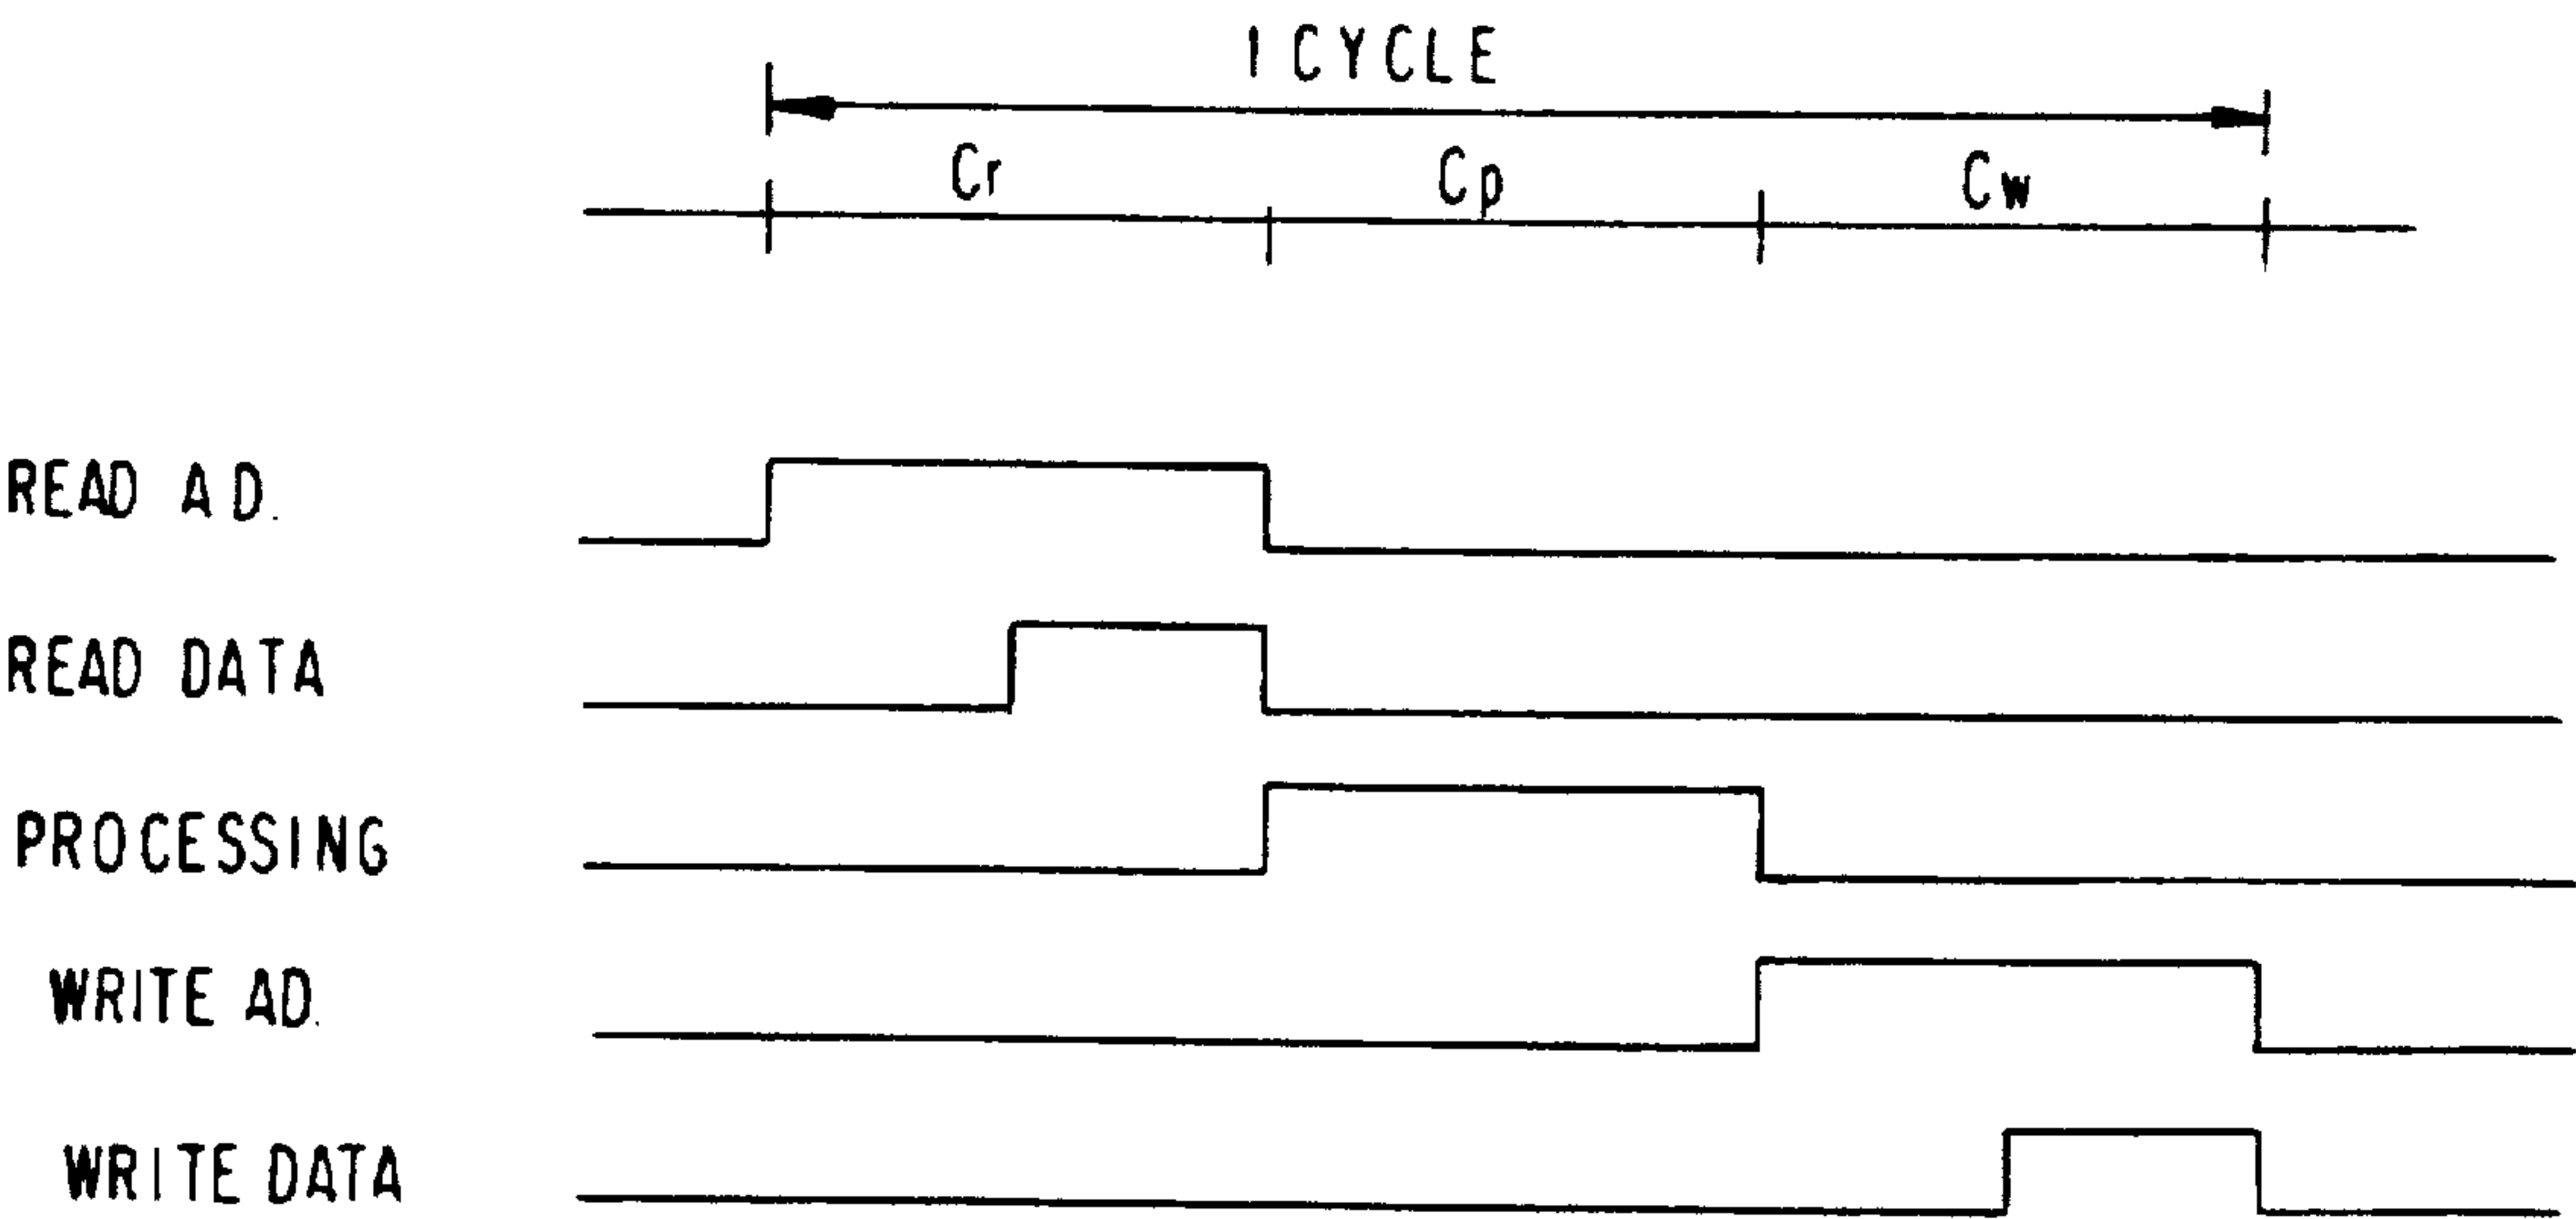 1 CYCLE
Cr Cp Cw
READ AD.
READ DATA
PROCESSING
WRITE AD.
WRITE DATA